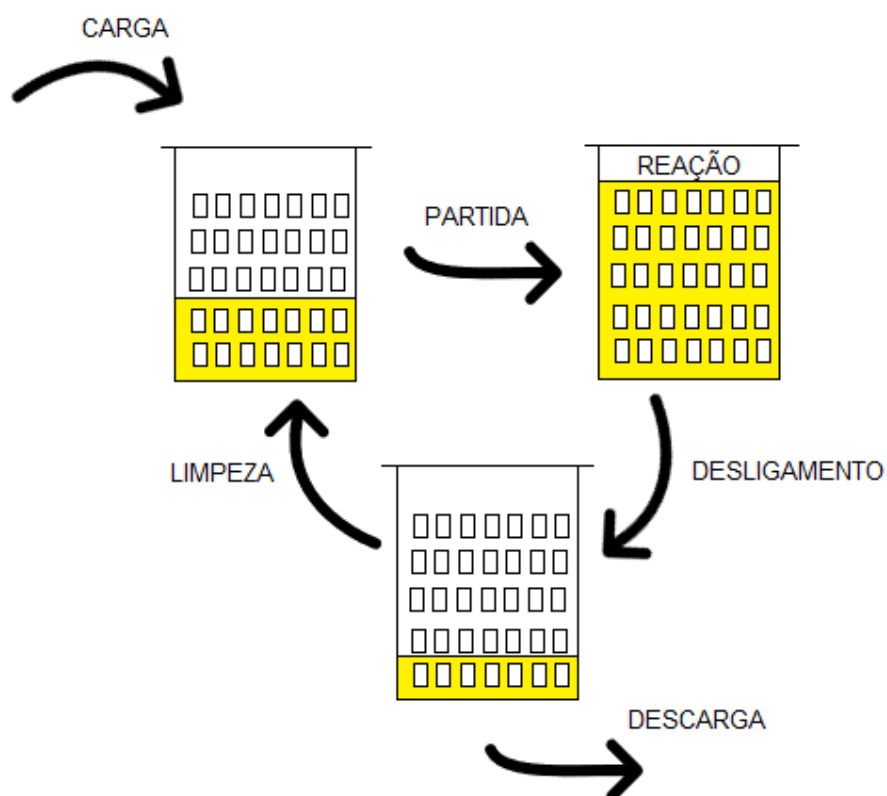 CARGA
REAÇÃO
PARTIDA
LIMPEZA
DESLIGAMENTO
DESCARGA